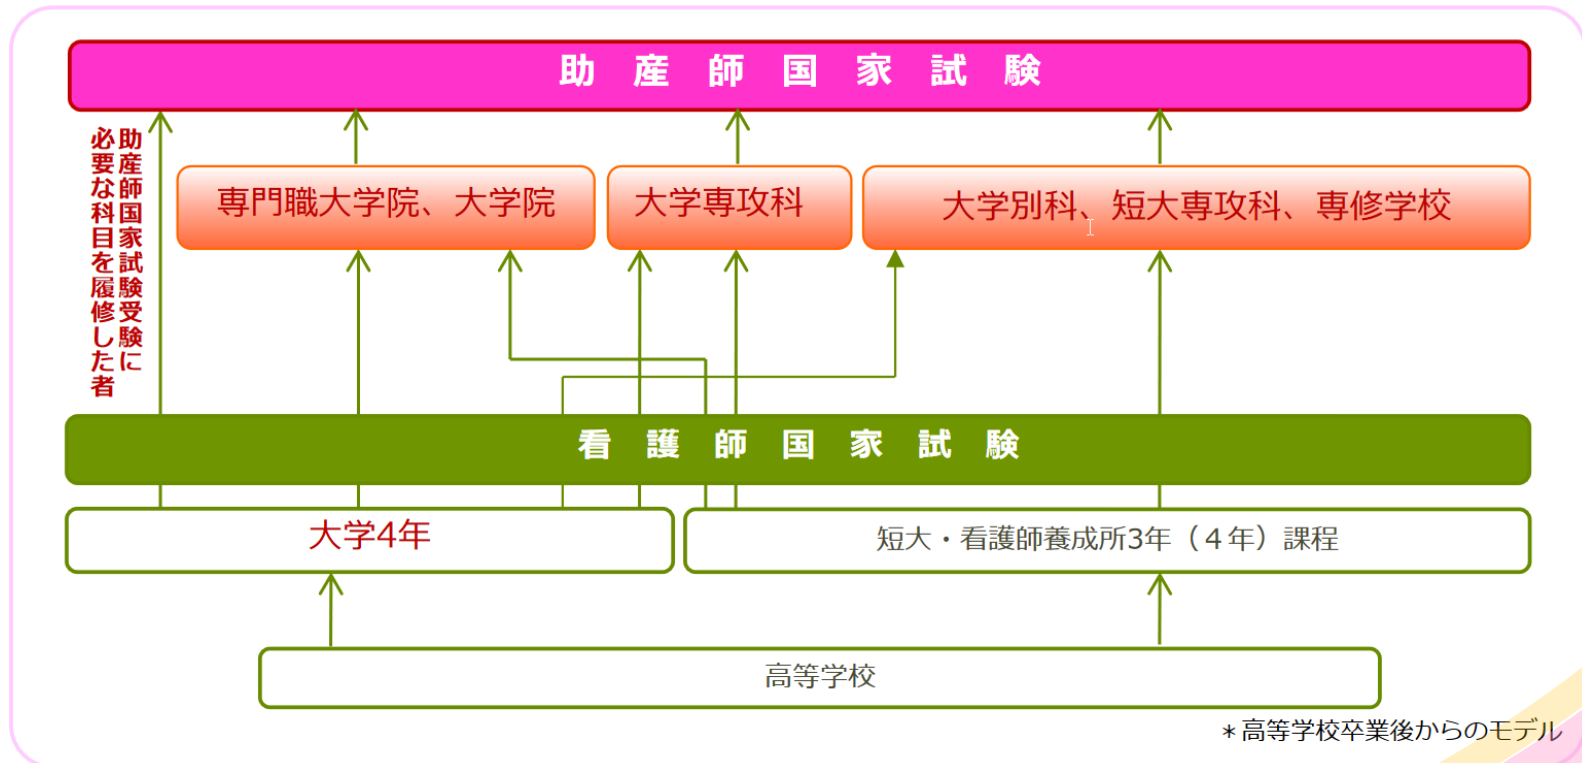 助産師国家試験
助産師国家試験受験に
必要な科目を履修した者
専門職大学院、大学院
大学専攻科
大学別科、短大専攻科、専修学校
看護師国家試験
大学4年
短大・看護師養成所3年（４年）課程
高等学校
＊高等学校卒業後からのモデル